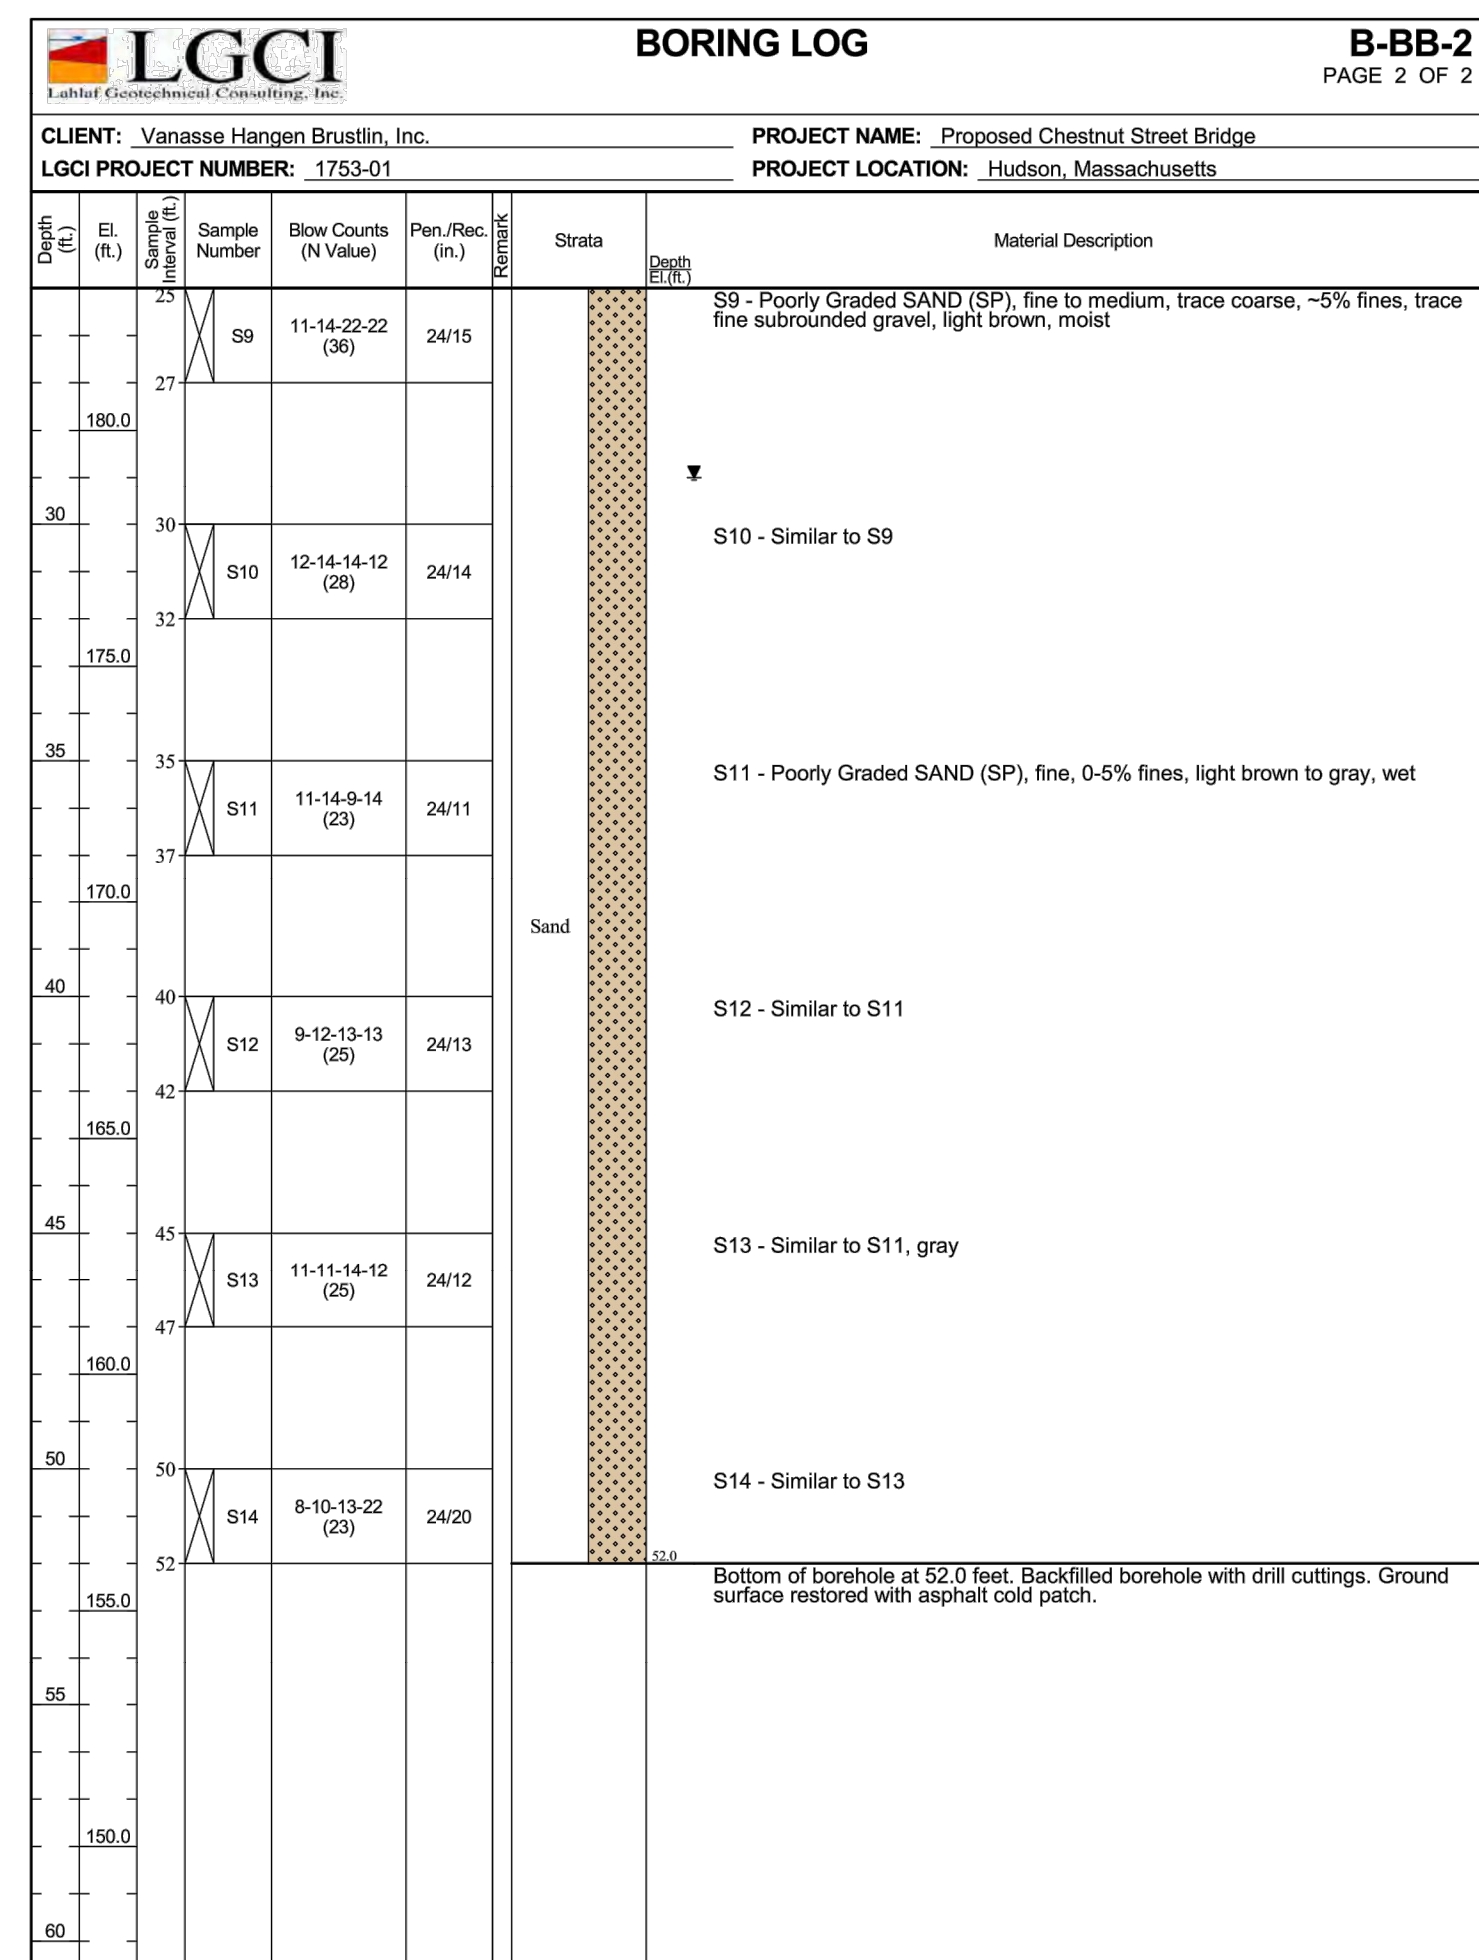 LGCI
Lahlaf Geotechnical Consulting, Inc.
BORING LOG
B-BB-2
PAGE 2 OF 2
CLIENT: Vanasse Hangen Brustlin, Inc.
PROJECT NAME: Proposed Chestnut Street Bridge
LGCI PROJECT NUMBER: 1753-01
PROJECT LOCATION: Hudson, Massachusetts
Depth
(ft.)
El.
(ft.)
Sample
Interval (ft.)
Sample
Number
Blow Counts
(N Value)
Pen./Rec.
(in.)
Remark
Strata
Depth
El.(ft.)
Material Description
25
S9
11-14-22-22
(36)
24/15
S9 - Poorly Graded SAND (SP), fine to medium, trace coarse, ~5% fines, trace
fine subrounded gravel, light brown, moist
27
180.0
30
30
S10
12-14-14-12
(28)
24/14
S10 - Similar to S9
32
175.0
35
35
S11
11-14-9-14
(23)
24/11
S11 - Poorly Graded SAND (SP), fine, 0-5% fines, light brown to gray, wet
37
170.0
Sand
40
40
S12
9-12-13-13
(25)
24/13
S12 - Similar to S11
42
165.0
45
45
S13
11-11-14-12
(25)
24/12
S13 - Similar to S11, gray
47
160.0
50
50
S14
8-10-13-22
(23)
24/20
S14 - Similar to S13
52
52.0
Bottom of borehole at 52.0 feet. Backfilled borehole with drill cuttings. Ground
surface restored with asphalt cold patch.
155.0
55
150.0
60